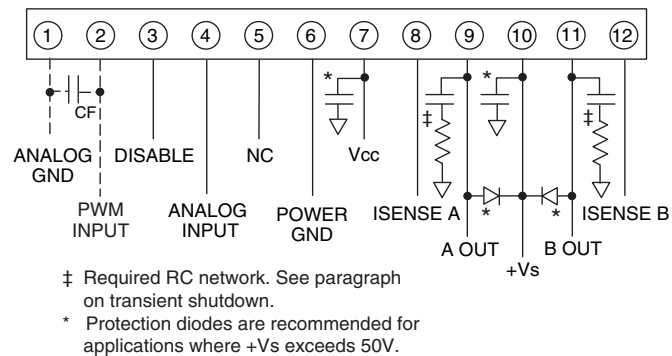 1 2 3 4 5 6 7 8 9 10 11 12
* *
CF
‡ ‡
ANALOG GND
DISABLE
NC
Vcc
PWM INPUT
ANALOG INPUT
POWER GND
ISENSE A
* *
ISENSE B
A OUT
B OUT
+Vs
‡ Required RC network. See paragraph
on transient shutdown.
* Protection diodes are recommended for
applications where +Vs exceeds 50V.